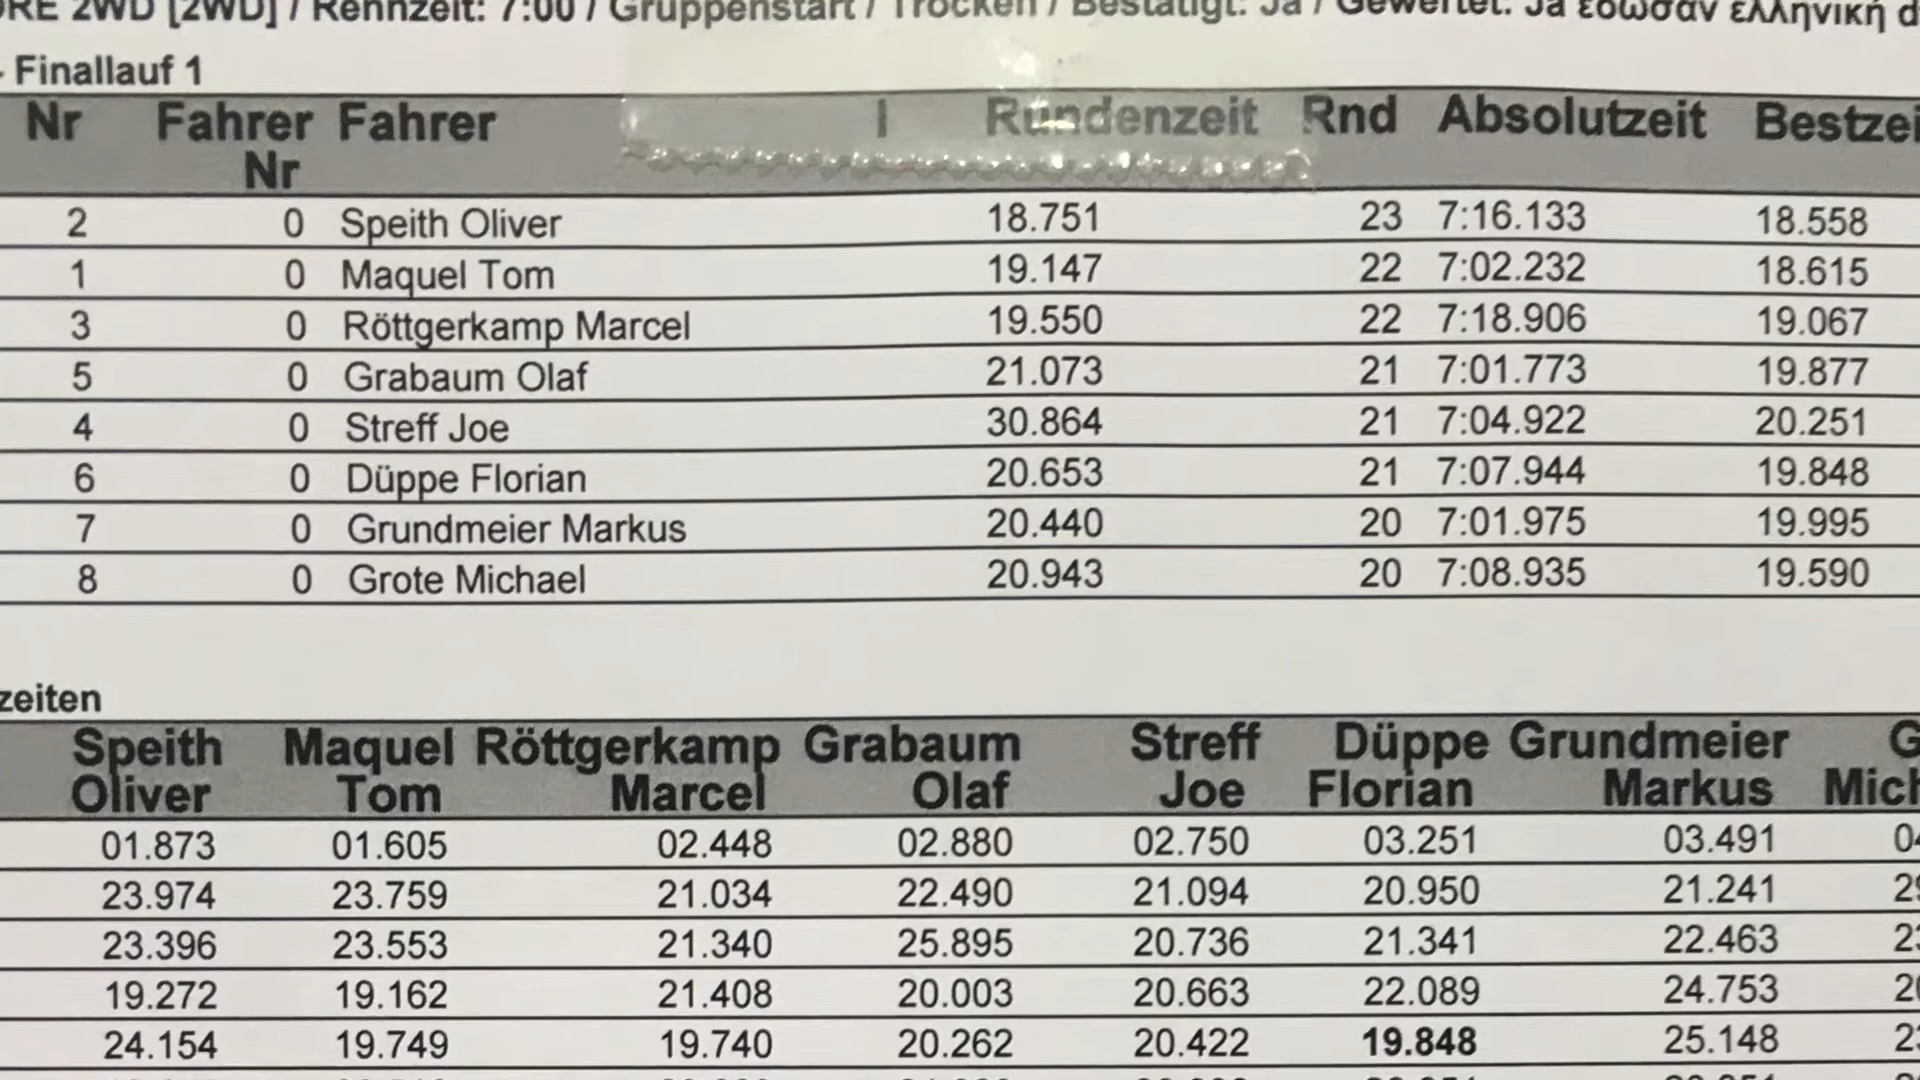 2WD [2WD] / Rennzeit: 7:00 / Gruppenstart / Trocken / Bestätigt: Ja / Gewertet: Ja έδωσαν ελληνική
- Finallauf 1
Nr Fahrer Nr Fahrer I Rundenzeit Rnd Absolutzeit Bestzei
2 0 Speith Oliver 18.751 23 7:16.133 18.558
1 0 Maquel Tom 19.147 22 7:02.232 18.615
3 0 Röttgerkamp Marcel 19.550 22 7:18.906 19.067
5 0 Grabaum Olaf 21.073 21 7:01.773 19.877
4 0 Streff Joe 30.864 21 7:04.922 20.251
6 0 Düppe Florian 20.653 21 7:07.944 19.848
7 0 Grundmeier Markus 20.440 20 7:01.975 19.995
8 0 Grote Michael 20.943 20 7:08.935 19.590
zeiten
Speith Maquel Röttgerkamp Grabaum Streff Düppe Grundmeier G
Oliver Tom Marcel Olaf Joe Florian Markus Mich
01.873 01.605 02.448 02.880 02.750 03.251 03.491
23.974 23.759 21.034 22.490 21.094 20.950 21.241
23.396 23.553 21.340 25.895 20.736 21.341 22.463
19.272 19.162 21.408 20.003 20.663 22.089 24.753
24.154 19.749 19.740 20.262 20.422 19.848 25.148